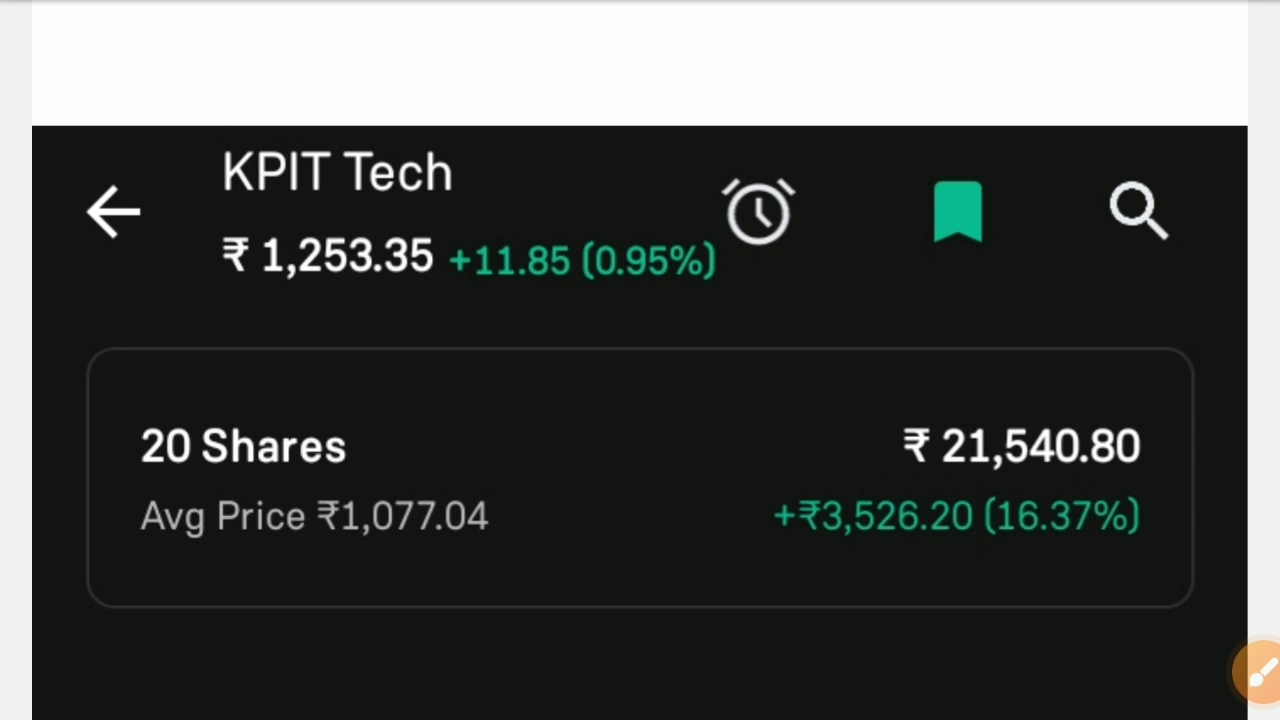 KPIT Tech
₹ 1,253.35 +11.85 (0.95%)
20 Shares ₹ 21,540.80
Avg Price ₹1,077.04 +₹3,526.20 (16.37%)